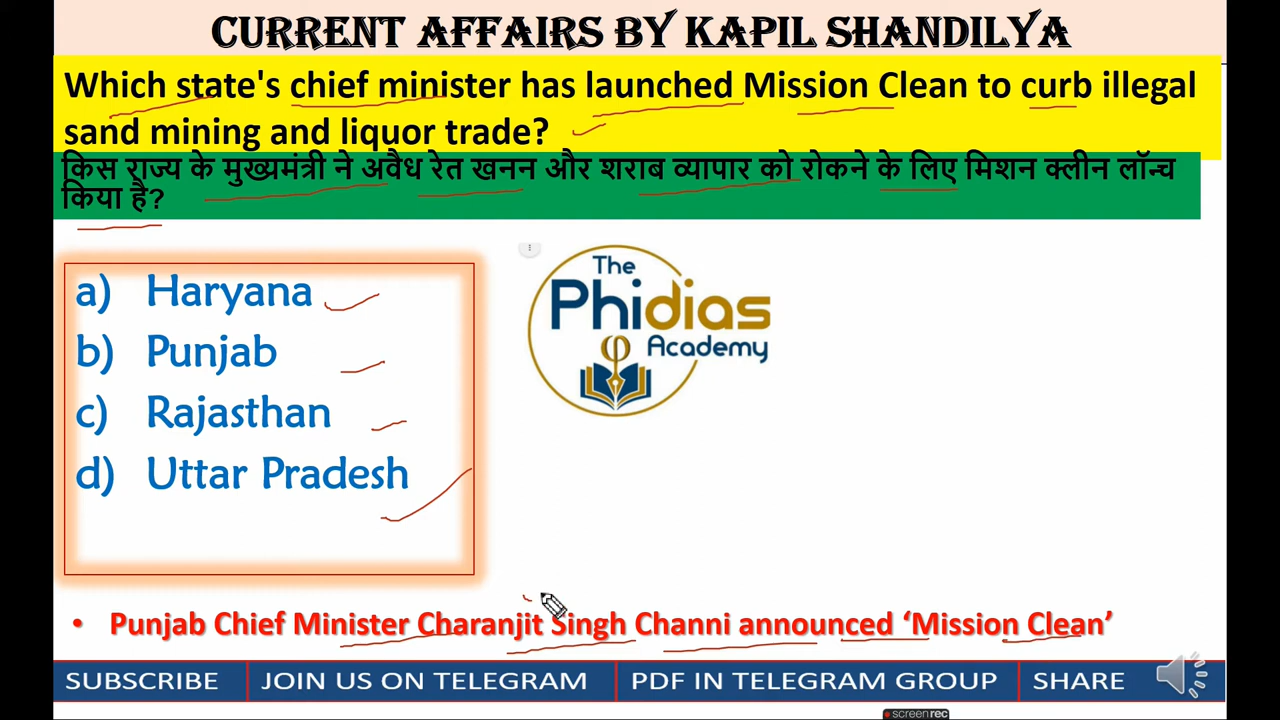 CURRENT AFFAIRS BY KAPIL SHANDILYA
Which state's chief minister has launched Mission Clean to curb illegal
sand mining and liquor trade?
किस राज्य के मुख्यमंत्री ने अवैध रेत खनन और शराब व्यापार को रोकने के लिए मिशन क्लीन लॉन्च
किया है?
a) Haryana
b) Punjab
c) Rajasthan
d) Uttar Pradesh
The
Phidias
Academy
• Punjab Chief Minister Charanjit Singh Channi announced ‘Mission Clean’
SUBSCRIBE JOIN US ON TELEGRAM PDF IN TELEGRAM GROUP SHARE
screenrec